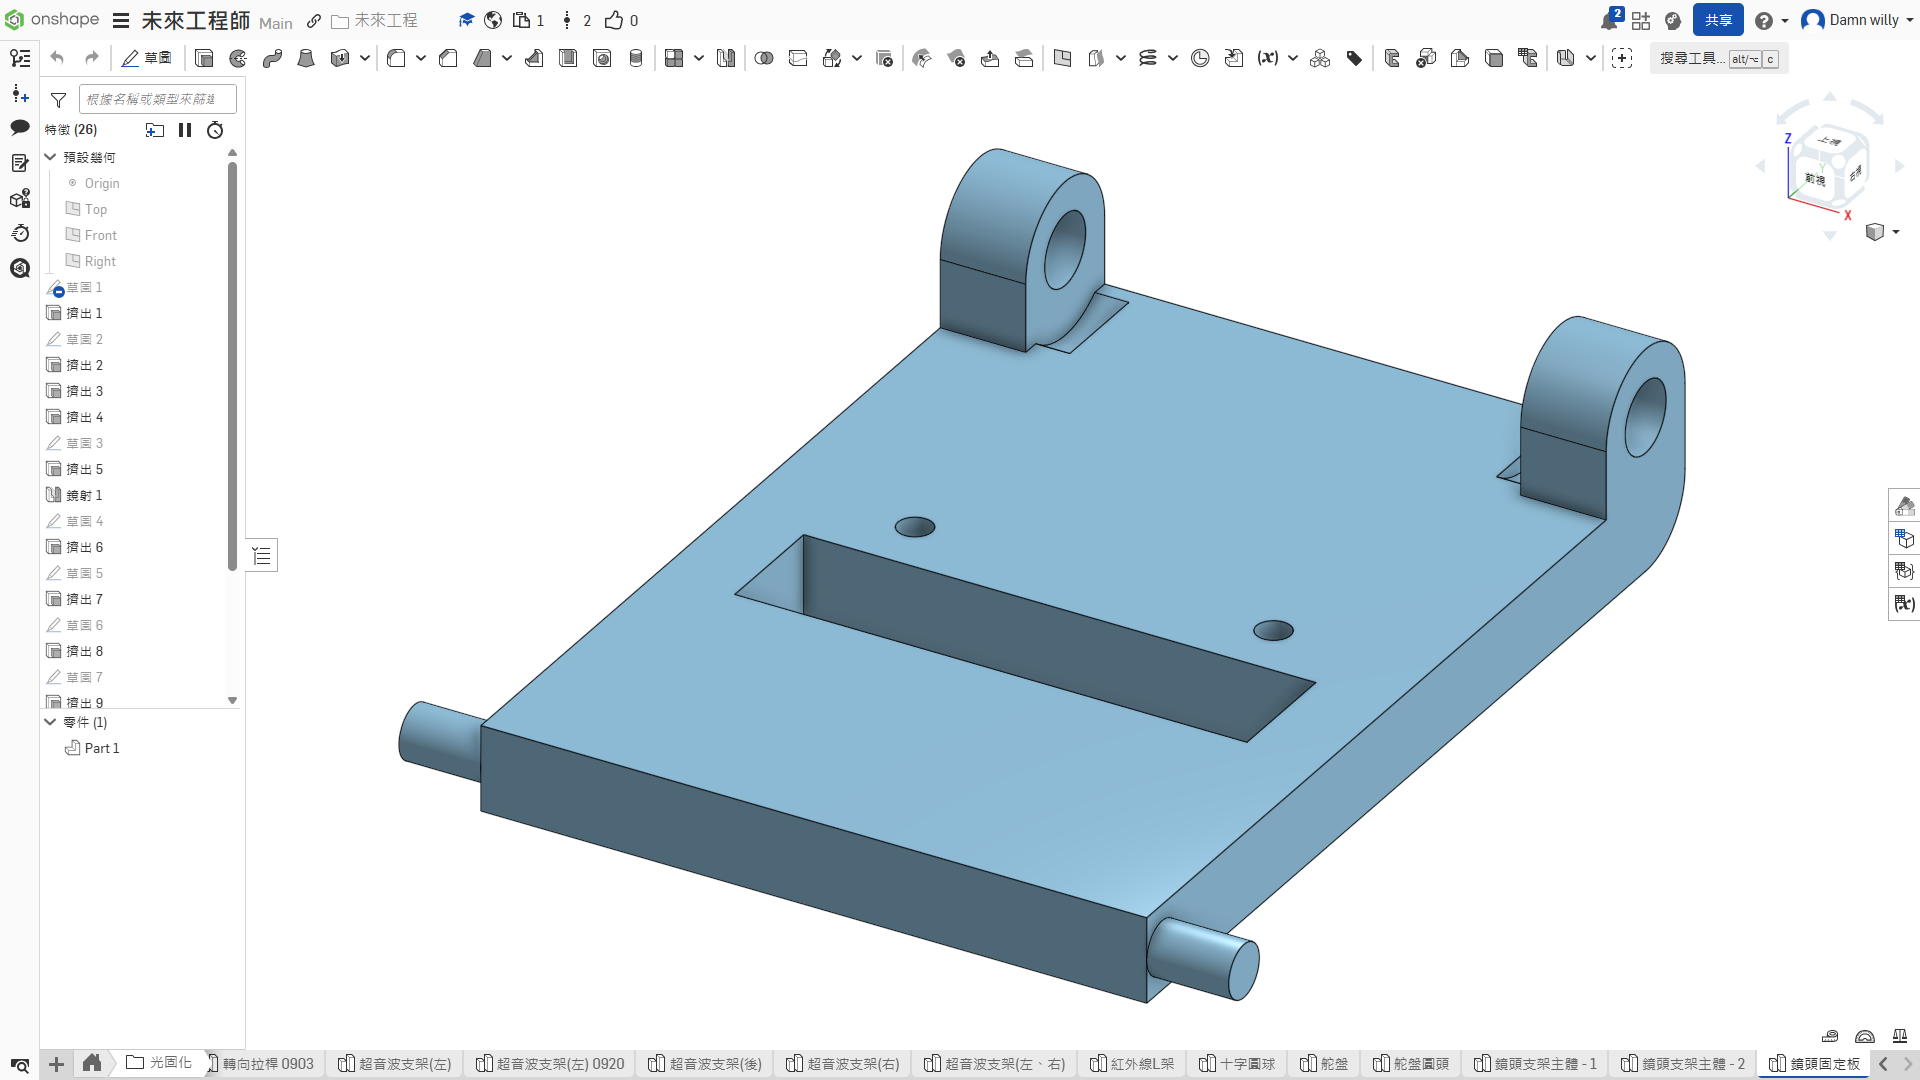 onshape 未來工程師 Main 未來工程 1 2 0 2 共享 Damn willy
草圖 搜尋工具... alt/⌥ c
根據名稱或類型來篩選
特徵 (26)
預設幾何
Origin
Top
Front
Right
草圖 1
擠出 1
草圖 2
擠出 2
擠出 3
擠出 4
草圖 3
擠出 5
鏡射 1
草圖 4
擠出 6
草圖 5
擠出 7
草圖 6
擠出 8
草圖 7
擠出 9
零件 (1)
Part 1
Z
上視
Y
前視
右視
X
光固化 轉向拉桿 0903 超音波支架(左) 超音波支架(左) 0920 超音波支架(後) 超音波支架(右) 超音波支架(左、右) 紅外線L架 十字圓球 舵盤 舵盤圓頭 鏡頭支架主體 - 1 鏡頭支架主體 - 2 鏡頭固定板